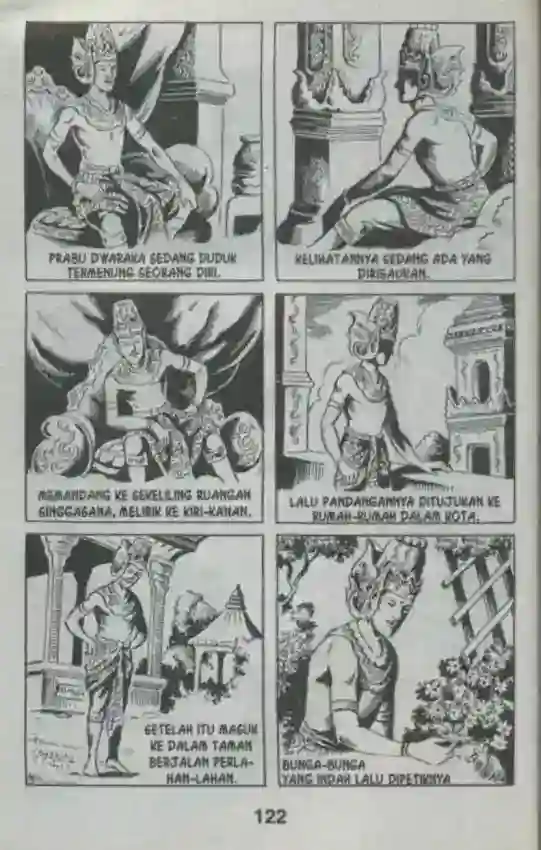 PRABU DWARAKA SEDANG DUDUK
TERMENUNG SEORANG DIRI.
KELIHATANNYA SEDANG ADA YANG
DIRISAUKAN.
MEMANDANG KE SEKELILING RUANGAN
SINGGASANA, MELIRIK KE KIRI-KANAN.
LALU PANDANGANNYA DITUJUKAN KE
RUMAH-RUMAH DALAM KOTA.
SETELAH ITU MASUK
KE DALAM TAMAN
BERJALAN PERLA-
HAN-LAHAN.
BUNGA-BUNGA
YANG INDAH LALU DIPETIKNYA
122